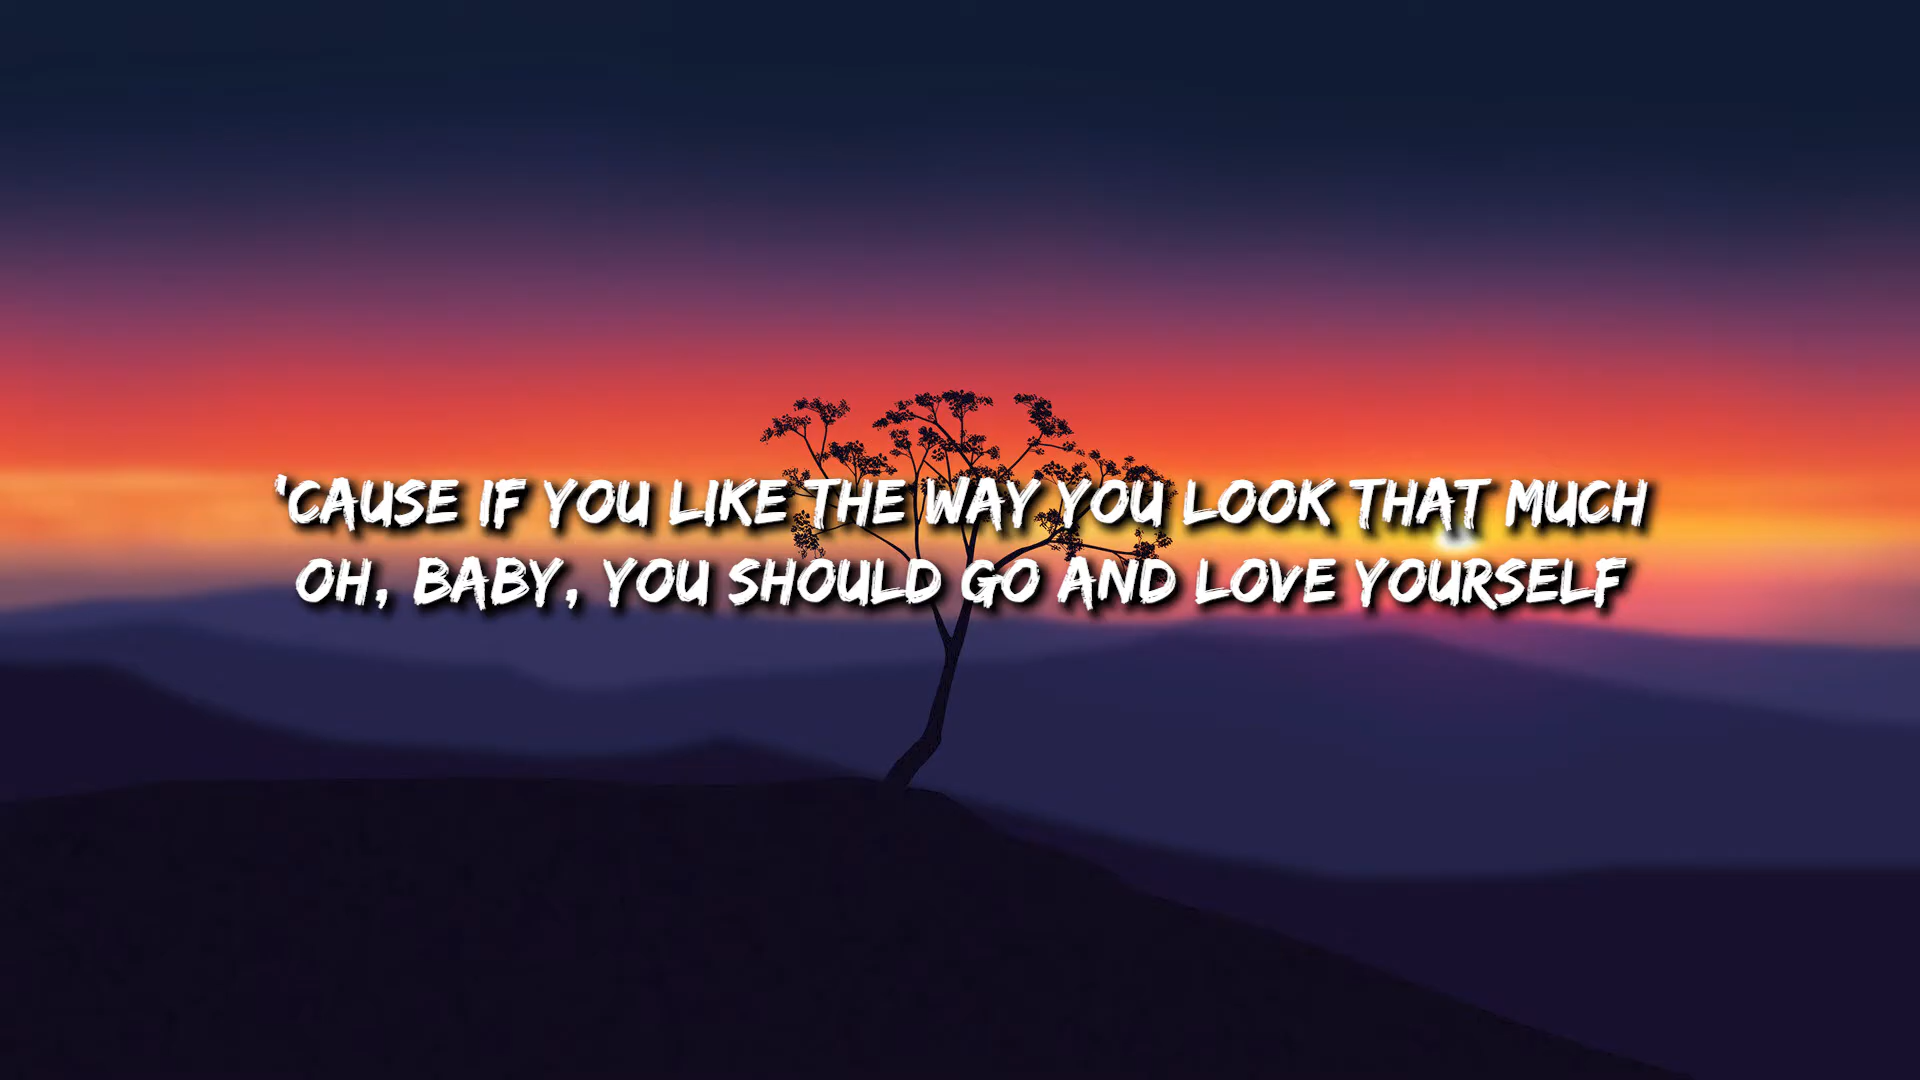 'CAUSE IF YOU LIKE THE WAY YOU LOOK THAT MUCH
OH, BABY, YOU SHOULD GO AND LOVE YOURSELF